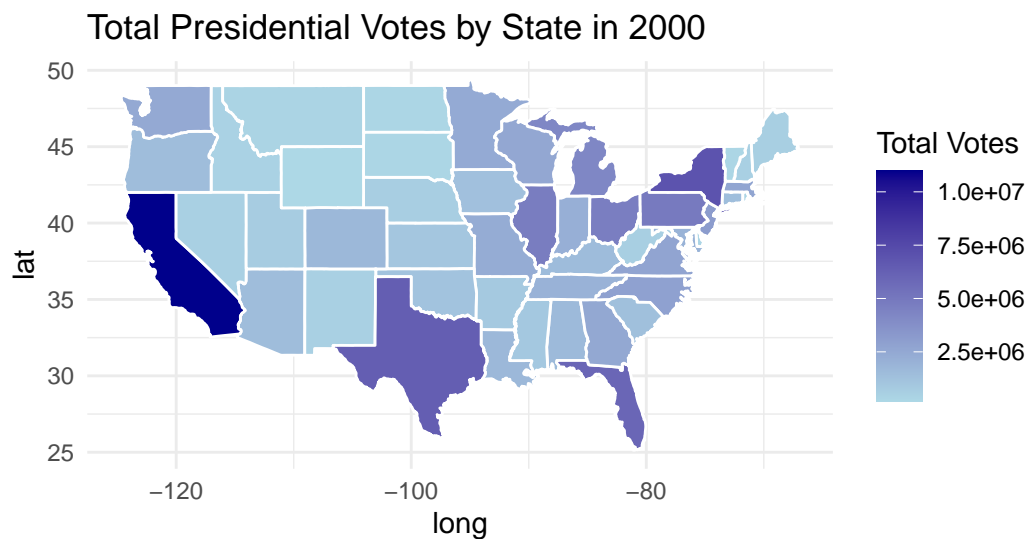 Total Presidential Votes by State in 2000
50
45
40
35
30
25
lat
−120
−100
−80
long
Total Votes
1.0e+07
7.5e+06
5.0e+06
2.5e+06